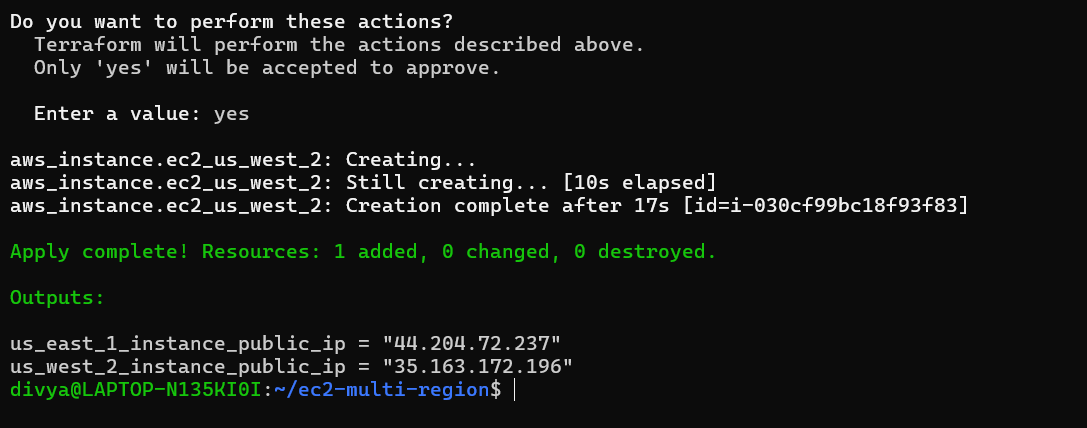 Do you want to perform these actions?
  Terraform will perform the actions described above.
  Only 'yes' will be accepted to approve.

  Enter a value: yes

aws_instance.ec2_us_west_2: Creating...
aws_instance.ec2_us_west_2: Still creating... [10s elapsed]
aws_instance.ec2_us_west_2: Creation complete after 17s [id=i-030cf99bc18f93f83]

Apply complete! Resources: 1 added, 0 changed, 0 destroyed.

Outputs:

us_east_1_instance_public_ip = "44.204.72.237"
us_west_2_instance_public_ip = "35.163.172.196"
divya@LAPTOP-N135KI0I:~/ec2-multi-region$